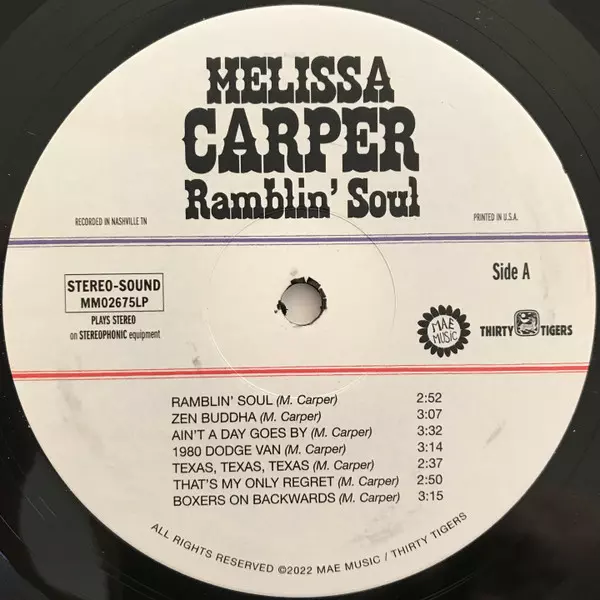 MELISSA
CARPER
Ramblin' Soul
RECORDED IN NASHVILLE TN
PRINTED IN U.S.A.
STEREO-SOUND
MM02675LP
PLAYS STEREO
on STEREOPHONIC equipment
Side A
MAE
MUSIC
THIRTY TIGERS
RAMBLIN' SOUL (M. Carper) 2:52
ZEN BUDDHA (M. Carper) 3:07
AIN'T A DAY GOES BY (M. Carper) 3:32
1980 DODGE VAN (M. Carper) 3:14
TEXAS, TEXAS, TEXAS (M. Carper) 2:37
THAT'S MY ONLY REGRET (M. Carper) 2:50
BOXERS ON BACKWARDS (M. Carper) 3:15
ALL RIGHTS RESERVED ©2022 MAE MUSIC / THIRTY TIGERS